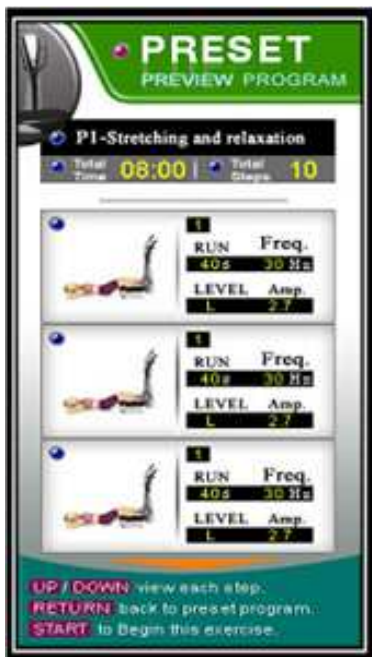 PRESET
PREVIEW PROGRAM
P1-Stretching and relaxation
Total Time 08:00 | Total Steps 10
1
RUN Freq.
40s 30 Hz
LEVEL Amp.
L 2.7
1
RUN Freq.
40s 30 Hz
LEVEL Amp.
L 2.7
1
RUN Freq.
40s 30 Hz
LEVEL Amp.
L 2.7
UP / DOWN view each step.
RETURN back to preset program.
START to Begin this exercise.